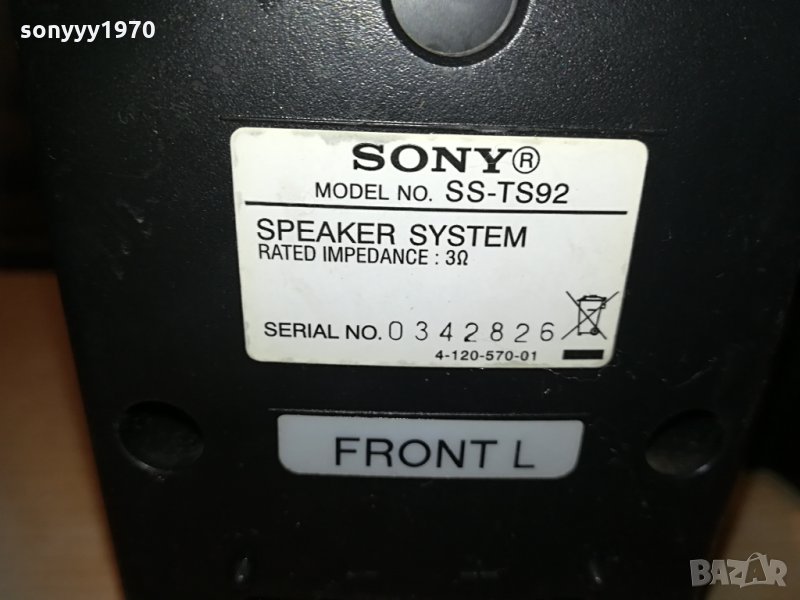 sonyyy1970
SONY®
MODEL NO. SS-TS92
SPEAKER SYSTEM
RATED IMPEDANCE : 3Ω
SERIAL NO. 0342826
4-120-570-01
FRONT L
BAZAR